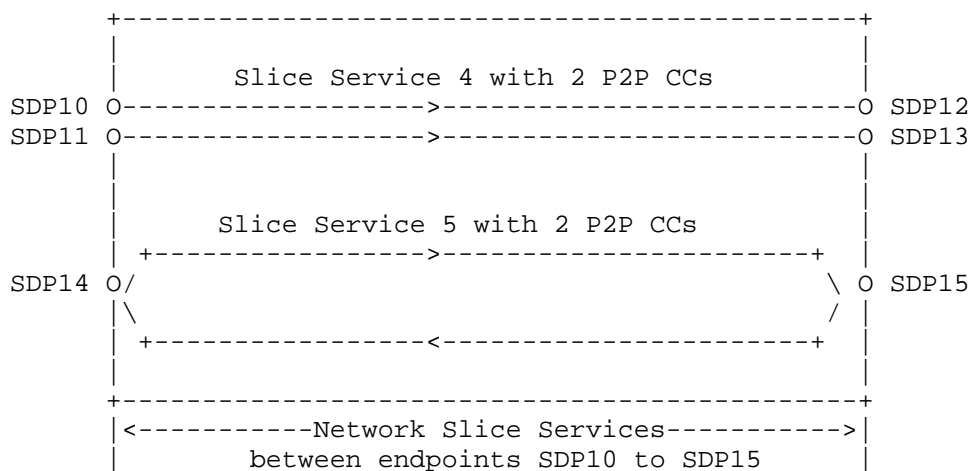 Slice Service 4 with 2 P2P CCs
SDP10 O------------------->--------------------------O SDP12
SDP11 O------------------->--------------------------O SDP13
Slice Service 5 with 2 P2P CCs
+----------------->-----------------------+
SDP14 O/ \ O SDP15
|\ / |
+-----------------<-----------------------+
|<-----------Network Slice Services----------->|
| between endpoints SDP10 to SDP15 |